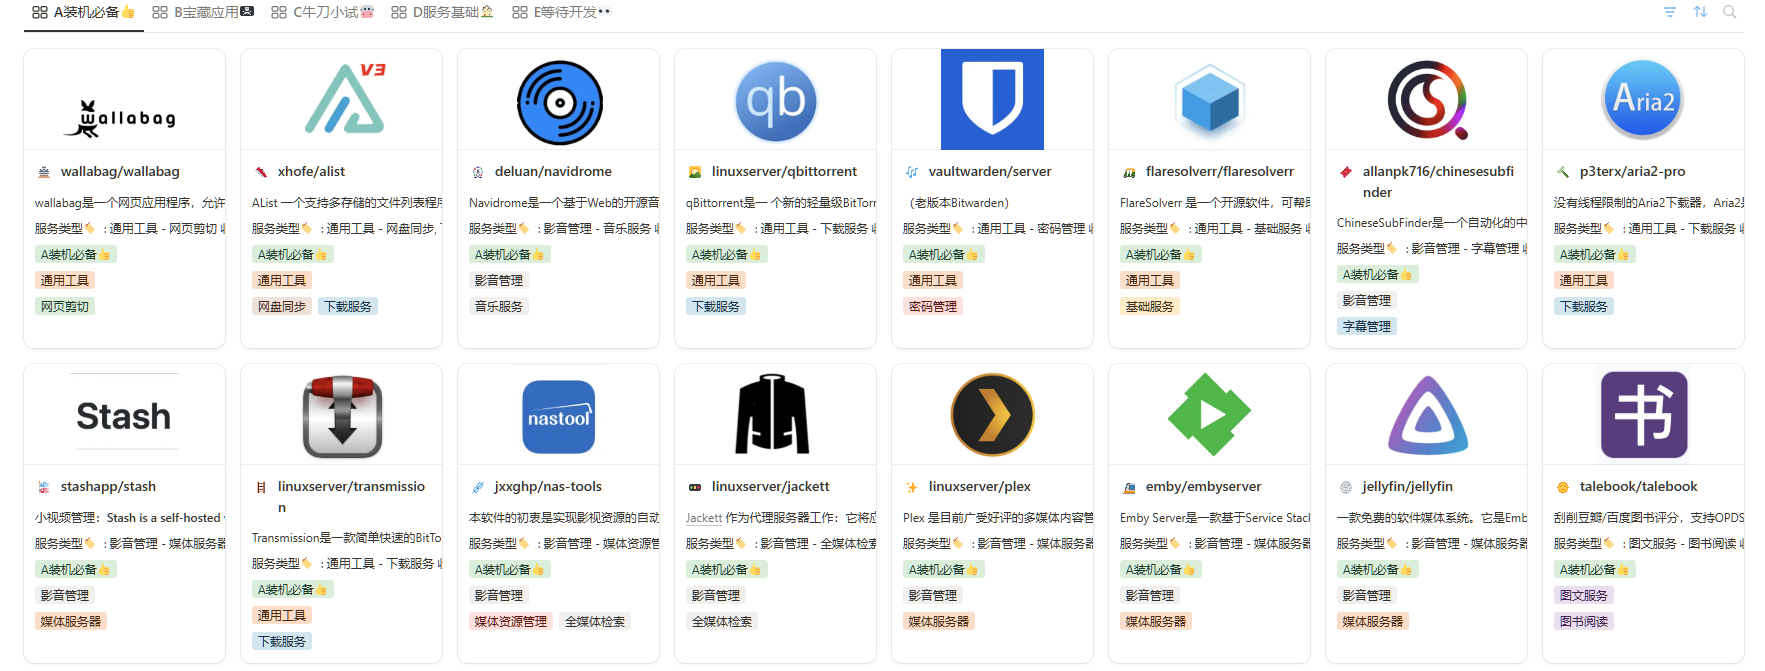 A装机必备👍 B宝藏应用 C牛刀小试 D服务基础 E等待开发👀
wallabag
V3
qb
Aria2
wallabag/wallabag
wallabag是一个网页应用程序，允许
服务类型🏷️：通用工具 - 网页剪切
A装机必备👍
通用工具
网页剪切
xhofe/alist
AList 一个支持多存储的文件列表程序
服务类型🏷️：通用工具 - 网盘同步,
A装机必备👍
通用工具
网盘同步 下载服务
deluan/navidrome
Navidrome是一个基于Web的开源音
服务类型🏷️：影音管理 - 音乐服务
A装机必备👍
影音管理
音乐服务
linuxserver/qbittorrent
qBittorrent是一 个新的轻量级BitTorr
服务类型🏷️：通用工具 - 下载服务
A装机必备👍
通用工具
下载服务
vaultwarden/server
（老版本Bitwarden）
服务类型🏷️：通用工具 - 密码管理
A装机必备👍
通用工具
密码管理
flaresolverr/flaresolverr
FlareSolverr 是一个开源软件，可帮助
服务类型🏷️：通用工具 - 基础服务
A装机必备👍
通用工具
基础服务
allanpk716/chinesesubfi
nder
ChineseSubFinder是一个自动化的中
服务类型🏷️：影音管理 - 字幕管理
A装机必备👍
影音管理
字幕管理
p3terx/aria2-pro
没有线程限制的Aria2下载器，Aria2是
服务类型🏷️：通用工具 - 下载服务
A装机必备👍
通用工具
下载服务
Stash
nastool
书
stashapp/stash
小视频管理：Stash is a self-hosted
服务类型🏷️：影音管理 - 媒体服务器
A装机必备👍
影音管理
媒体服务器
linuxserver/transmissio
n
Transmission是一款简单快速的BitTo
服务类型🏷️：通用工具 - 下载服务
A装机必备👍
通用工具
下载服务
jxxghp/nas-tools
本软件的初衷是实现影视资源的自动
服务类型🏷️：影音管理 - 媒体资源管
A装机必备👍
影音管理
媒体资源管理 全媒体检索
linuxserver/jackett
Jackett 作为代理服务器工作：它将应
服务类型🏷️：影音管理 - 全媒体检索
A装机必备👍
影音管理
全媒体检索
linuxserver/plex
Plex 是目前广受好评的多媒体内容管
服务类型🏷️：影音管理 - 媒体服务器
A装机必备👍
影音管理
媒体服务器
emby/embyserver
Emby Server是一款基于Service Stack
服务类型🏷️：影音管理 - 媒体服务器
A装机必备👍
影音管理
媒体服务器
jellyfin/jellyfin
一款免费的软件媒体系统。它是Emb
服务类型🏷️：影音管理 - 媒体服务器
A装机必备👍
影音管理
媒体服务器
talebook/talebook
刮削豆瓣/百度图书评分，支持OPDS
服务类型🏷️：图文服务 - 图书阅读
A装机必备👍
图文服务
图书阅读